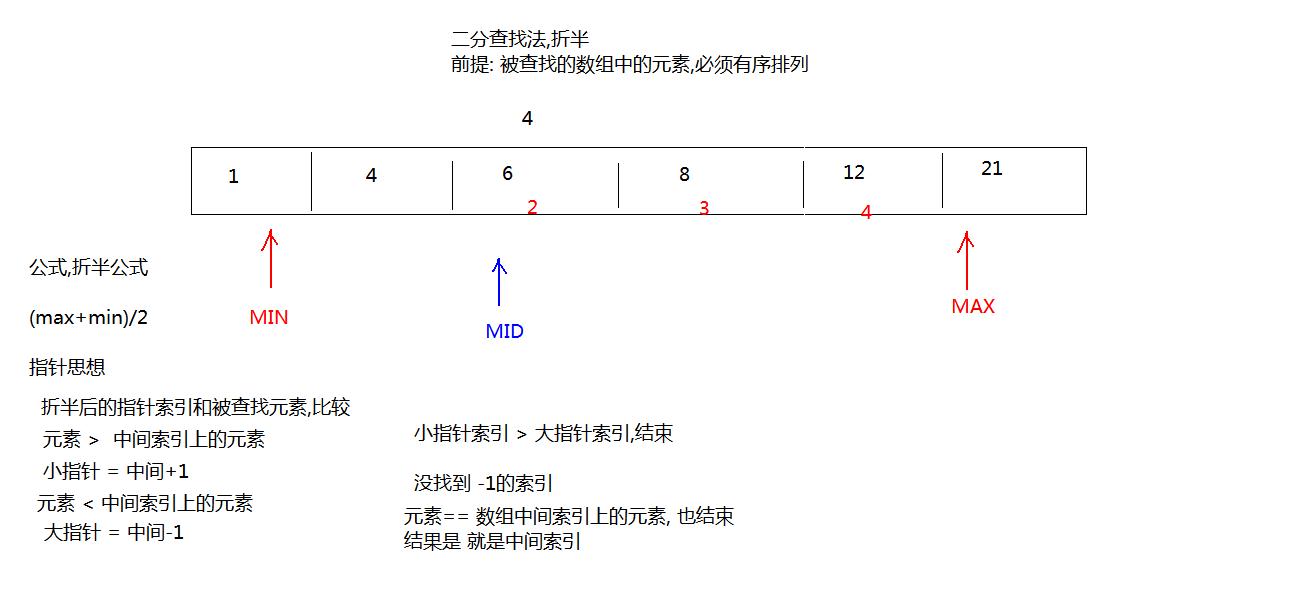 二分查找法,折半
前提: 被查找的数组中的元素,必须有序排列
4
1 4 6 8 12 21
2 3 4
公式,折半公式
(max+min)/2
MIN
MID
MAX
指针思想
折半后的指针索引和被查找元素,比较
元素 > 中间索引上的元素
小指针 = 中间+1
元素 < 中间索引上的元素
大指针 = 中间-1
小指针索引 > 大指针索引,结束
没找到 -1的索引
元素== 数组中间索引上的元素, 也结束
结果是 就是中间索引